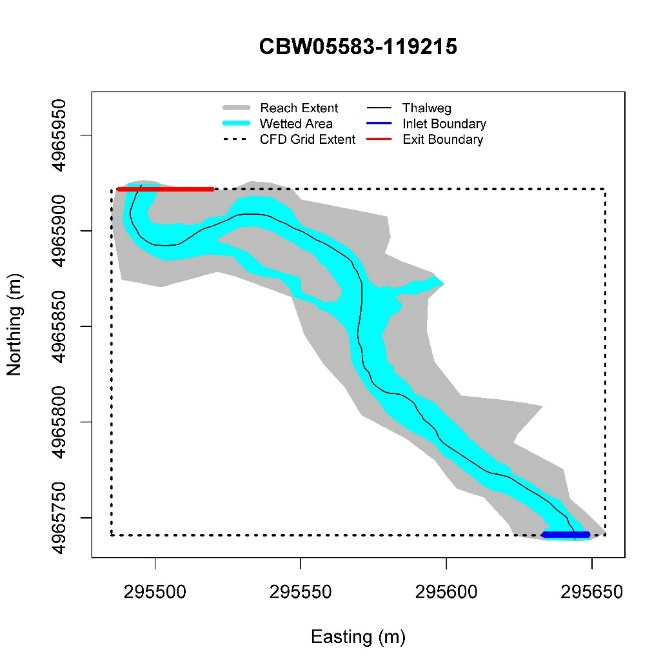 CBW05583-119215
Reach Extent
Wetted Area
CFD Grid Extent
Thalweg
Inlet Boundary
Exit Boundary
Northing (m)
4965950
4965900
4965850
4965800
4965750
295500
295550
295600
295650
Easting (m)